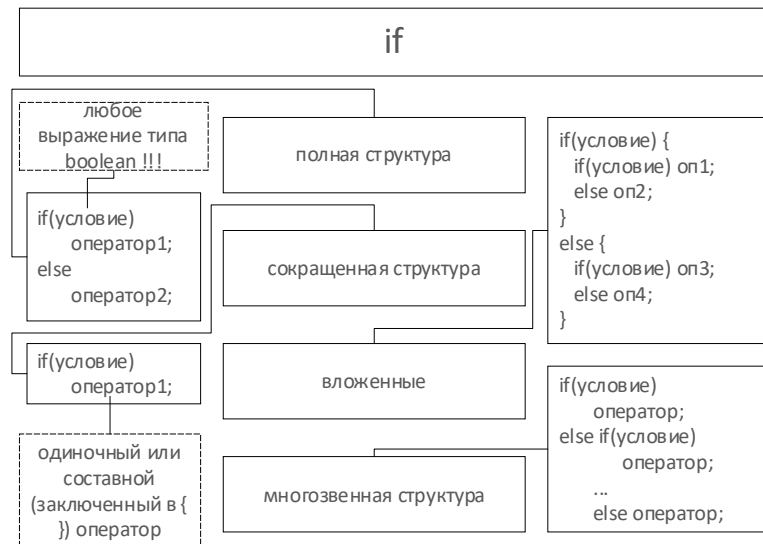 if
любое
выражение типа
boolean !!!
if(условие)
оператор1;
else
оператор2;
if(условие)
оператор1;
одиночный или
составной
(заключенный в {
}) оператор
полная структура
сокращенная структура
вложенные
многозвенная структура
if(условие) {
if(условие) оп1;
else оп2;
}
else {
if(условие) оп3;
else оп4;
}
if(условие)
оператор;
else if(условие)
оператор;
...
else оператор;